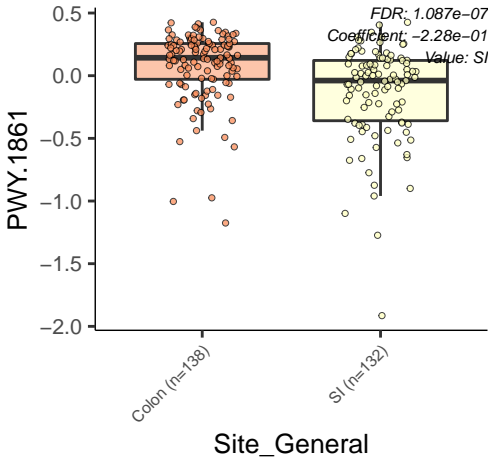 FDR: 1.087e−07
Coefficient: −2.28e−01
Value: SI
0.5
0.0
−0.5
−1.0
−1.5
−2.0
PWY.1861
Colon (n=138)
SI (n=132)
Site_General